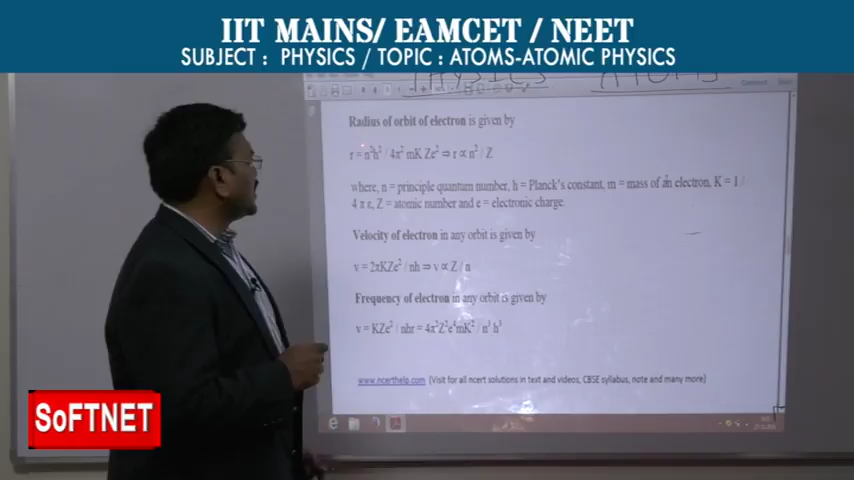 IIT MAINS/ EAMCET / NEET
SUBJECT : PHYSICS / TOPIC : ATOMS-ATOMIC PHYSICS
PHYSICS ATOMS
Radius of orbit of electron is given by
r = n²h² / 4π² mK Ze² ⇒ r ∝ n² / Z
where, n = principle quantum number, h = Planck's constant, m = mass of an electron, K = 1 /
4 π ε, Z = atomic number and e = electronic charge.
Velocity of electron in any orbit is given by
v = 2πKZe² / nh ⇒ v ∝ Z / n
Frequency of electron in any orbit is given by
v = KZe² / nhr = 4π²Z²e⁴mK² / n³ h³
www.ncerthelp.com (Visit for all ncert solutions in text and videos, CBSE syllabus, note and many more)
SoFTNET